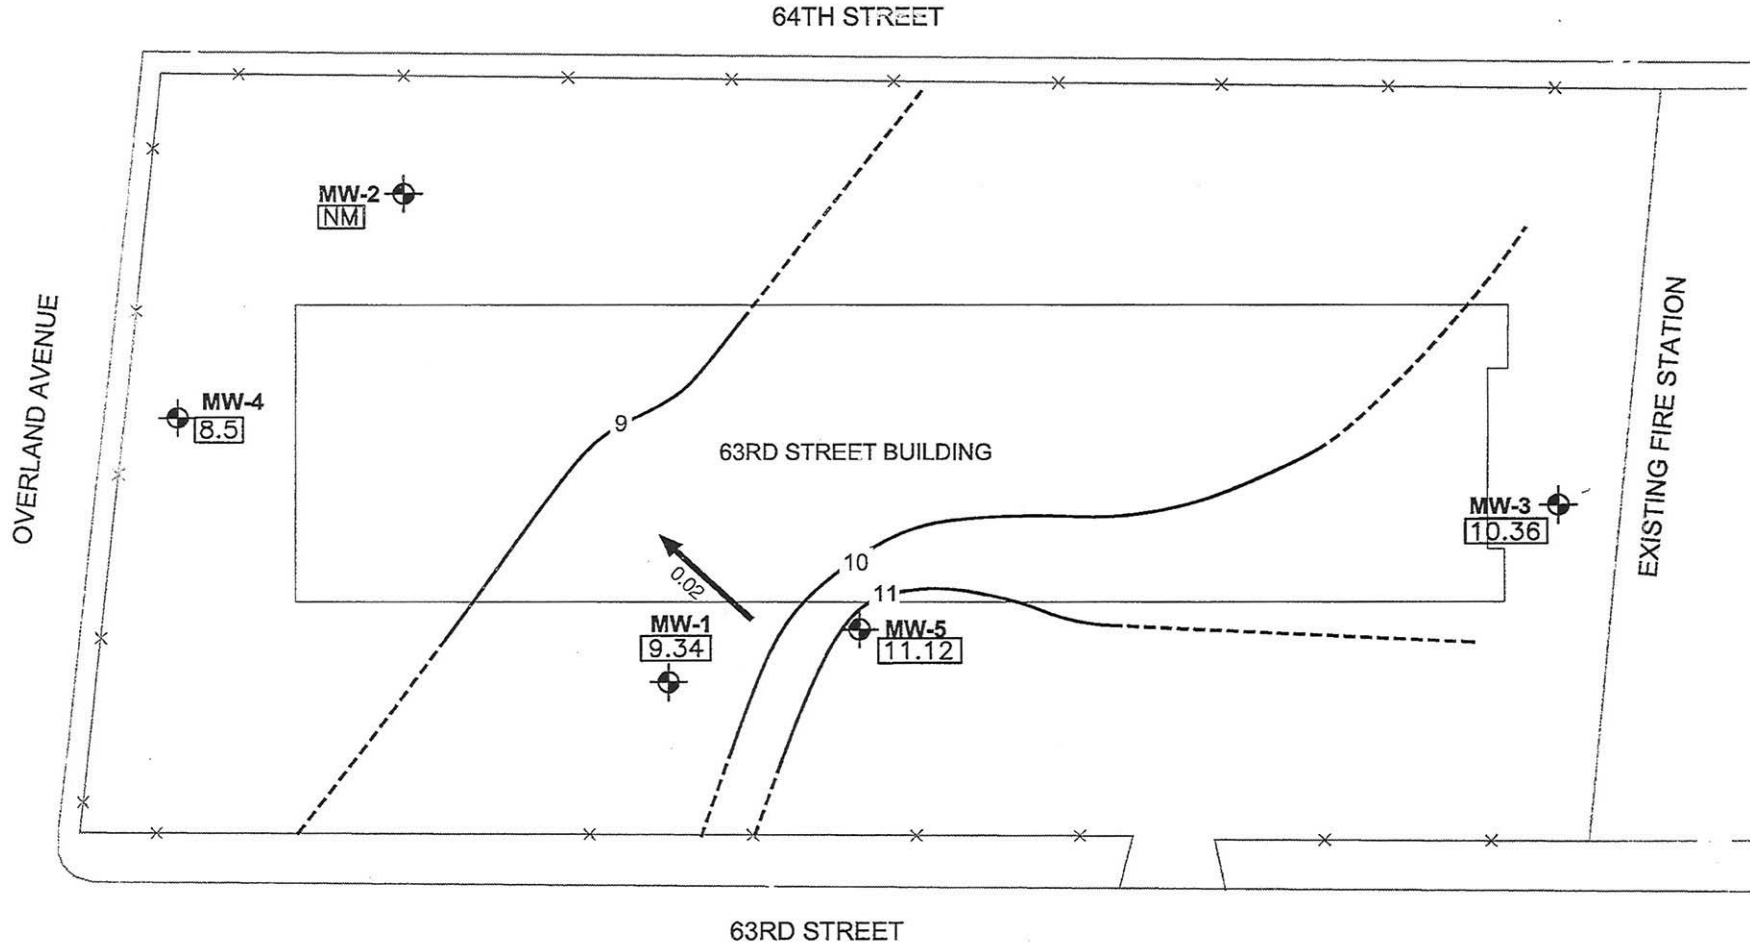 64TH STREET
MW-2
NM
OVERLAND AVENUE
MW-4
8.5
9
63RD STREET BUILDING
EXISTING FIRE STATION
MW-3
10.36
10
0.02
11
MW-1
9.34
MW-5
11.12
63RD STREET